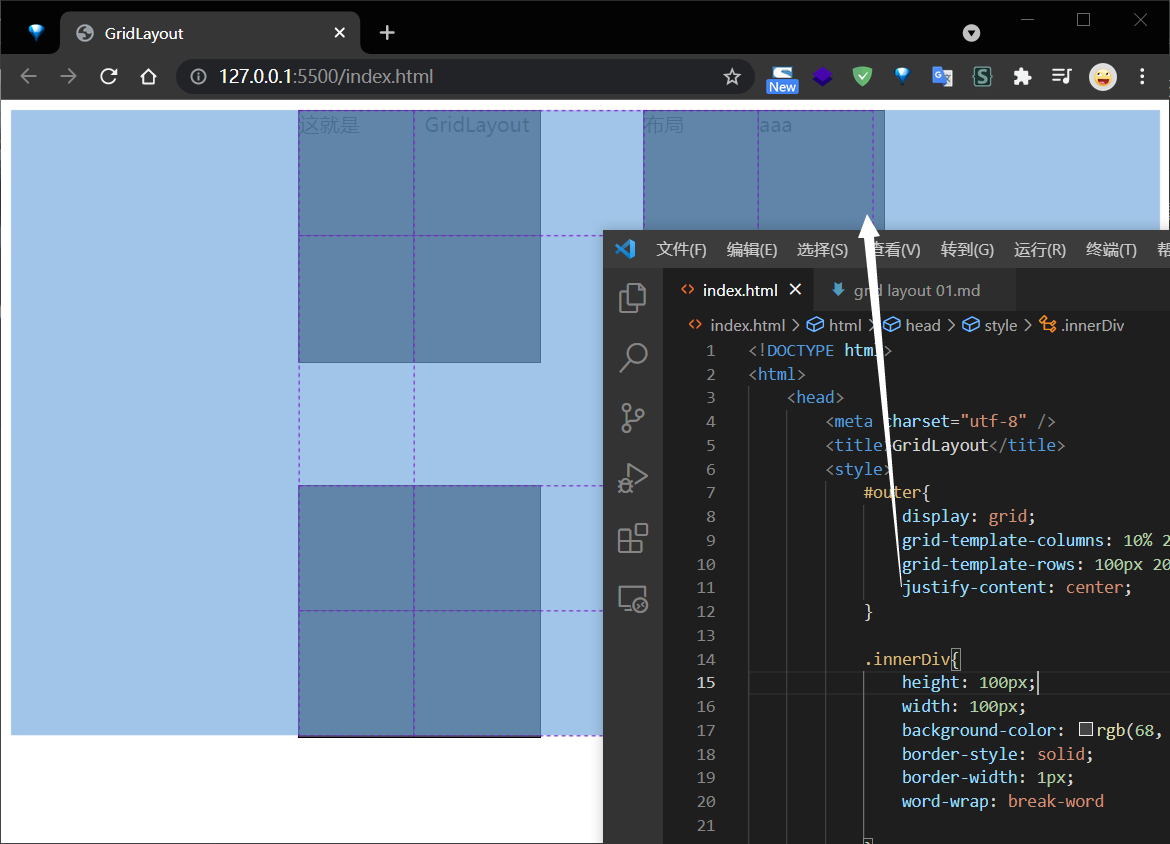 GridLayout
127.0.0.1:5500/index.html
New
这就是 GridLayout 布局 aaa
文件(F) 编辑(E) 选择(S) 查看(V) 转到(G) 运行(R) 终端(T) 帮
index.html grid layout 01.md
index.html > html > head > style > .innerDiv
1 <!DOCTYPE html>
2 <html>
3 <head>
4 <meta charset="utf-8" />
5 <title>GridLayout</title>
6 <style>
7 #outer{
8 display: grid;
9 grid-template-columns: 10% 2
10 grid-template-rows: 100px 20
11 justify-content: center;
12 }
13
14 .innerDiv{
15 height: 100px;
16 width: 100px;
17 background-color: rgb(68,
18 border-style: solid;
19 border-width: 1px;
20 word-wrap: break-word
21